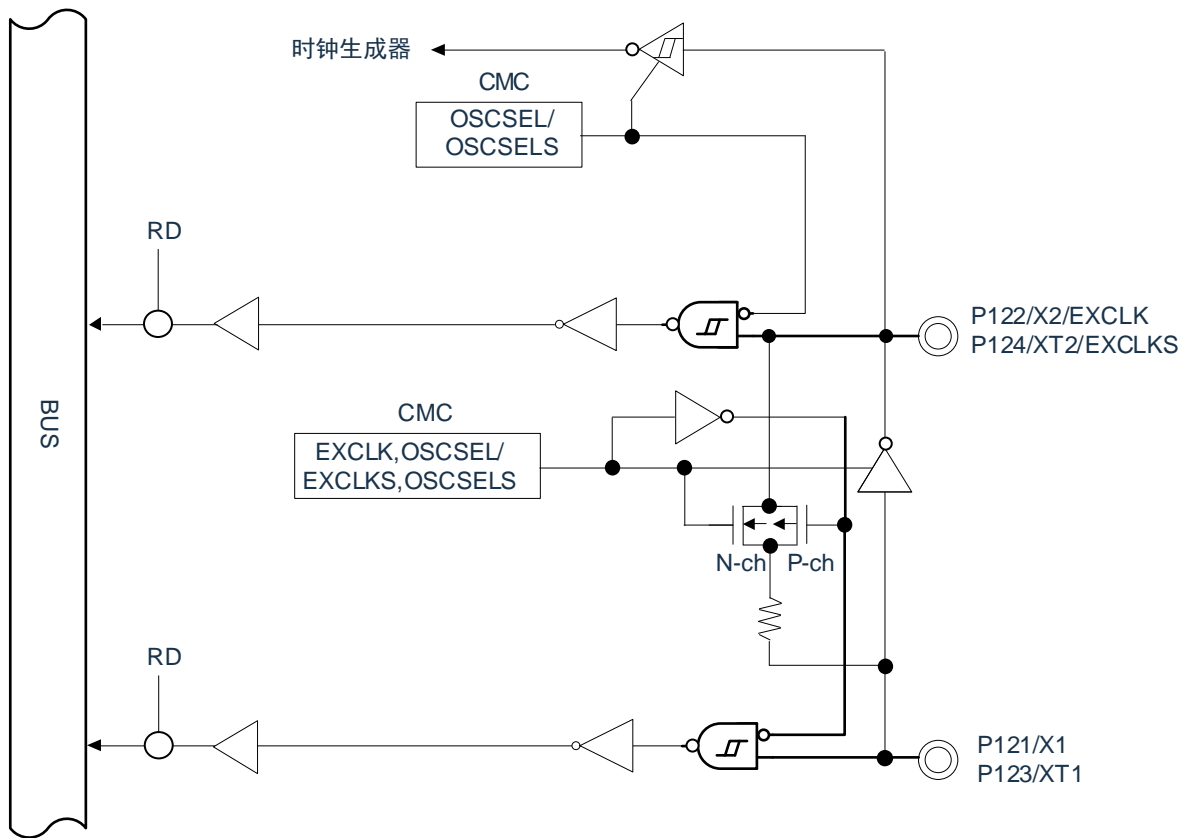 时钟生成器
CMC
OSCSEL/
OSCSELS
RD
P122/X2/EXCLK
P124/XT2/EXCLKS
BUS
CMC
EXCLK,OSCSEL/
EXCLKS,OSCSELS
N-ch P-ch
RD
P121/X1
P123/XT1